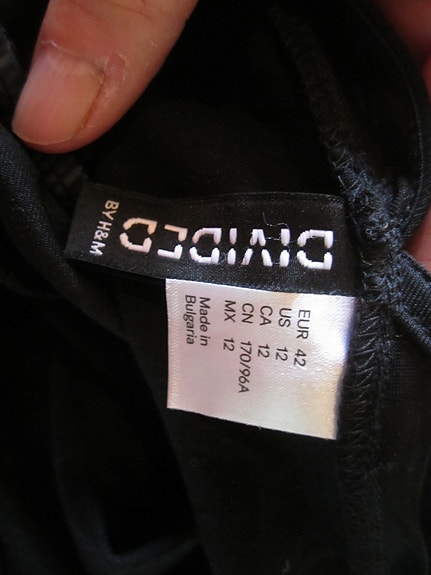 DIVIDED
BY H&M
EUR 42
US 12
CA 12
CN 170/96A
MX 12
Made in
Bulgaria